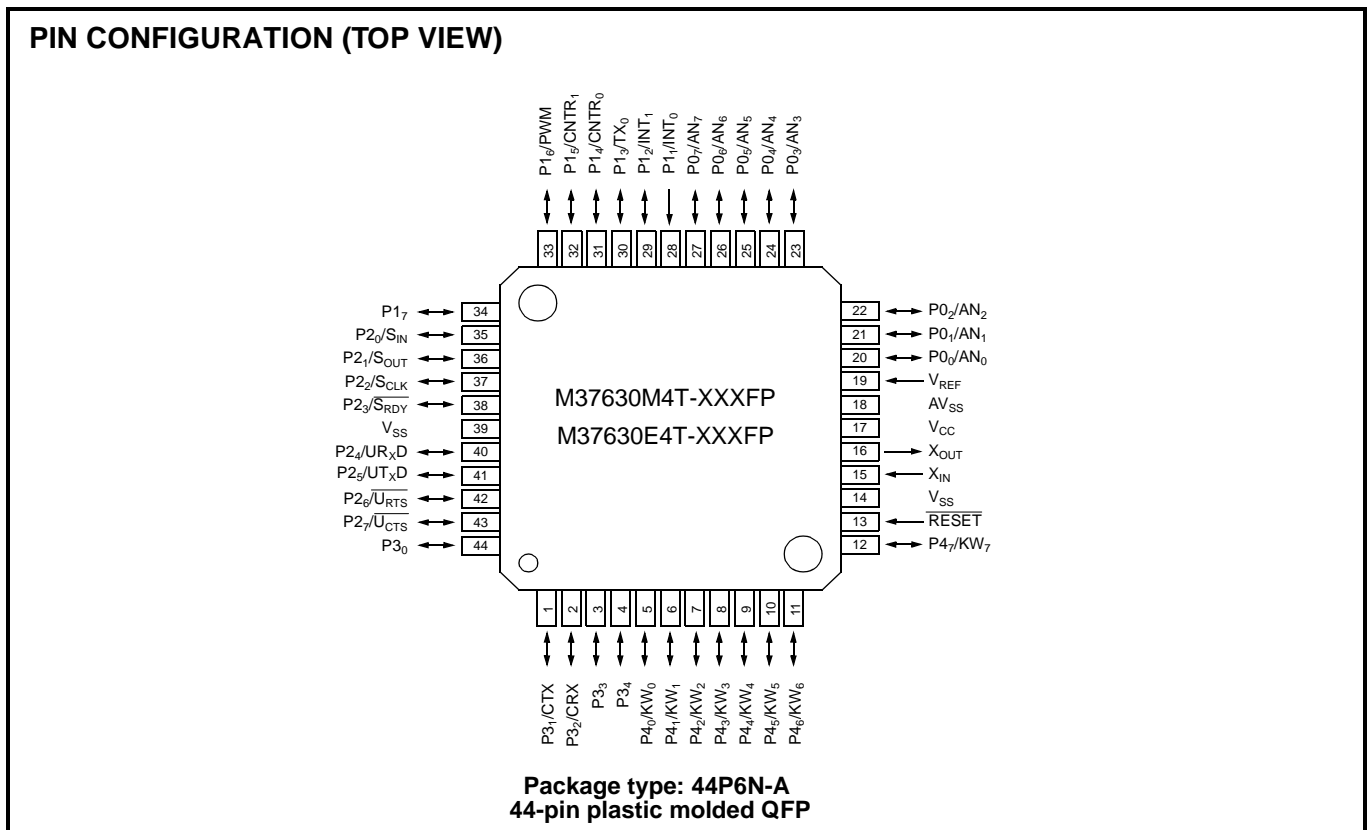 PIN CONFIGURATION (TOP VIEW)
P1₆/PWM
P1₅/CNTR₁
P1₄/CNTR₀
P1₃/TX₀
P1₂/INT₁
P1₁/INT₀
P0₇/AN₇
P0₆/AN₆
P0₅/AN₅
P0₄/AN₄
P0₃/AN₃
33 32 31 30 29 28 27 26 25 24 23
P1₇ 34
P2₀/S_IN 35
P2₁/S_OUT 36
P2₂/S_CLK 37
P2₃/S̅_R̅D̅Y̅ 38
V_SS 39
P2₄/UR_XD 40
P2₅/UT_XD 41
P2₆/U̅_R̅T̅S̅ 42
P2₇/U̅_C̅T̅S̅ 43
P3₀ 44
M37630M4T-XXXFP
M37630E4T-XXXFP
22 P0₂/AN₂
21 P0₁/AN₁
20 P0₀/AN₀
19 V_REF
18 AV_SS
17 V_CC
16 X_OUT
15 X_IN
14 V_SS
13 R̅E̅S̅E̅T̅
12 P4₇/KW₇
1 2 3 4 5 6 7 8 9 10 11
P3₁/CTX
P3₂/CRX
P3₃
P3₄
P4₀/KW₀
P4₁/KW₁
P4₂/KW₂
P4₃/KW₃
P4₄/KW₄
P4₅/KW₅
P4₆/KW₆
Package type: 44P6N-A
44-pin plastic molded QFP